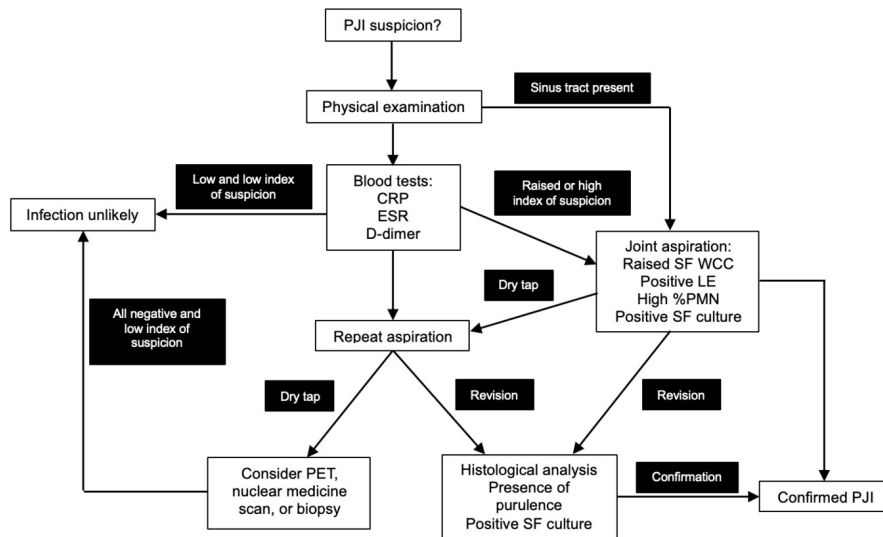 PJI suspicion?
Physical examination
Sinus tract present
Low and low index
of suspicion
Blood tests:
CRP
ESR
D-dimer
Raised or high
index of suspicion
Infection unlikely
Joint aspiration:
Raised SF WCC
Positive LE
High %PMN
Positive SF culture
Dry tap
All negative and
low index of
suspicion
Repeat aspiration
Dry tap
Revision
Revision
Consider PET,
nuclear medicine
scan, or biopsy
Histological analysis
Presence of
purulence
Positive SF culture
Confirmation
Confirmed PJI